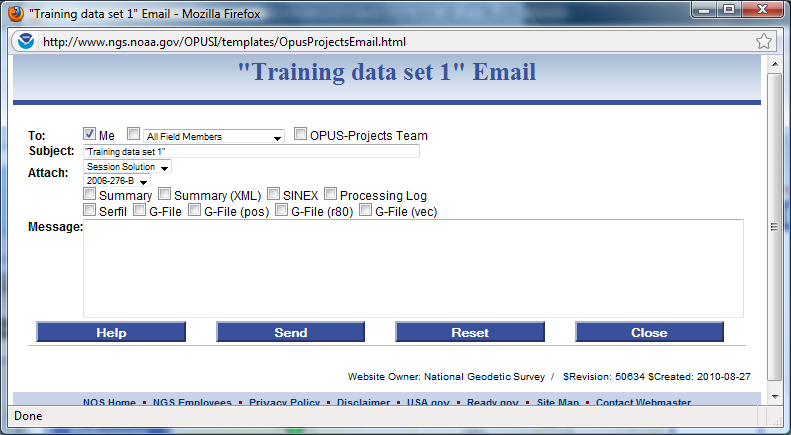 "Training data set 1" Email - Mozilla Firefox
http://www.ngs.noaa.gov/OPUSI/templates/OpusProjectsEmail.html
"Training data set 1" Email
To: Me All Field Members OPUS-Projects Team
Subject: "Training data set 1"
Attach: Session Solution
2006-276-B
Summary Summary (XML) SINEX Processing Log
Serfil G-File G-File (pos) G-File (r80) G-File (vec)
Message:
Help Send Reset Close
Website Owner: National Geodetic Survey / $Revision: 50634 $Created: 2010-08-27
NOS Home ▪ NGS Employees ▪ Privacy Policy ▪ Disclaimer ▪ USA.gov ▪ Ready.gov ▪ Site Map ▪ Contact Webmaster
Done